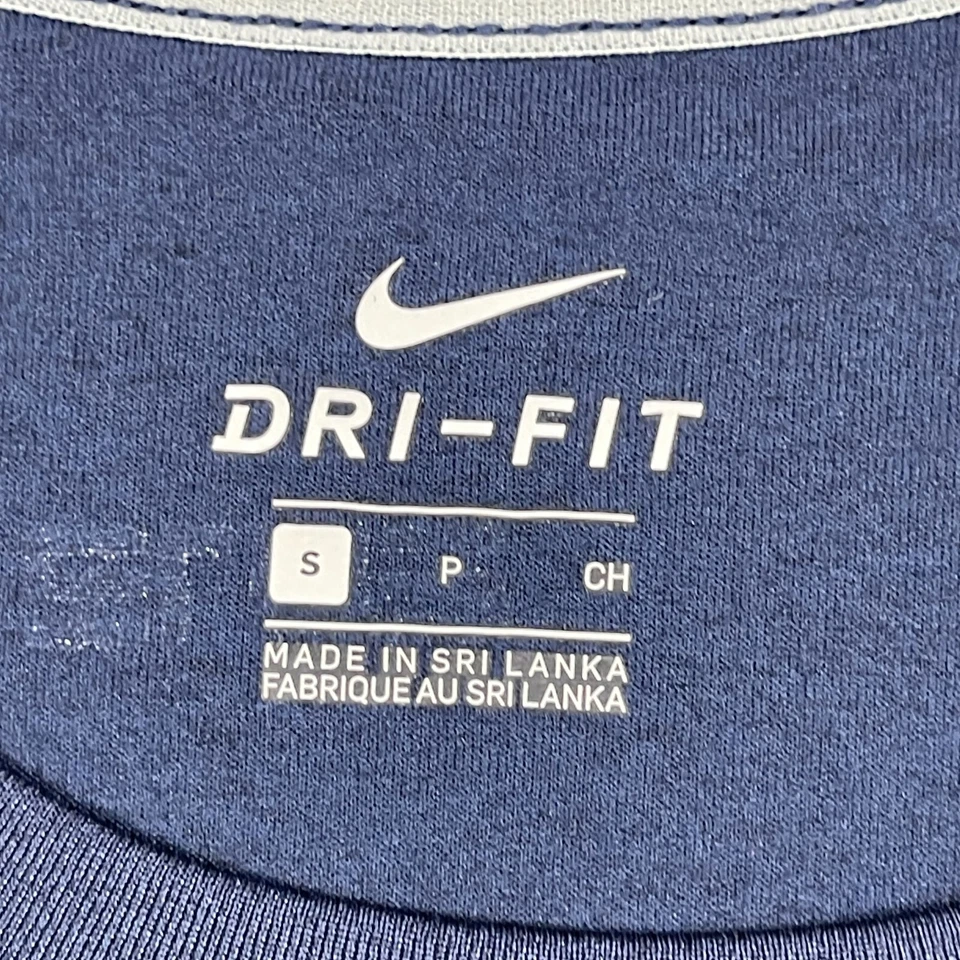 DRI-FIT
S P CH
MADE IN SRI LANKA
FABRIQUE AU SRI LANKA